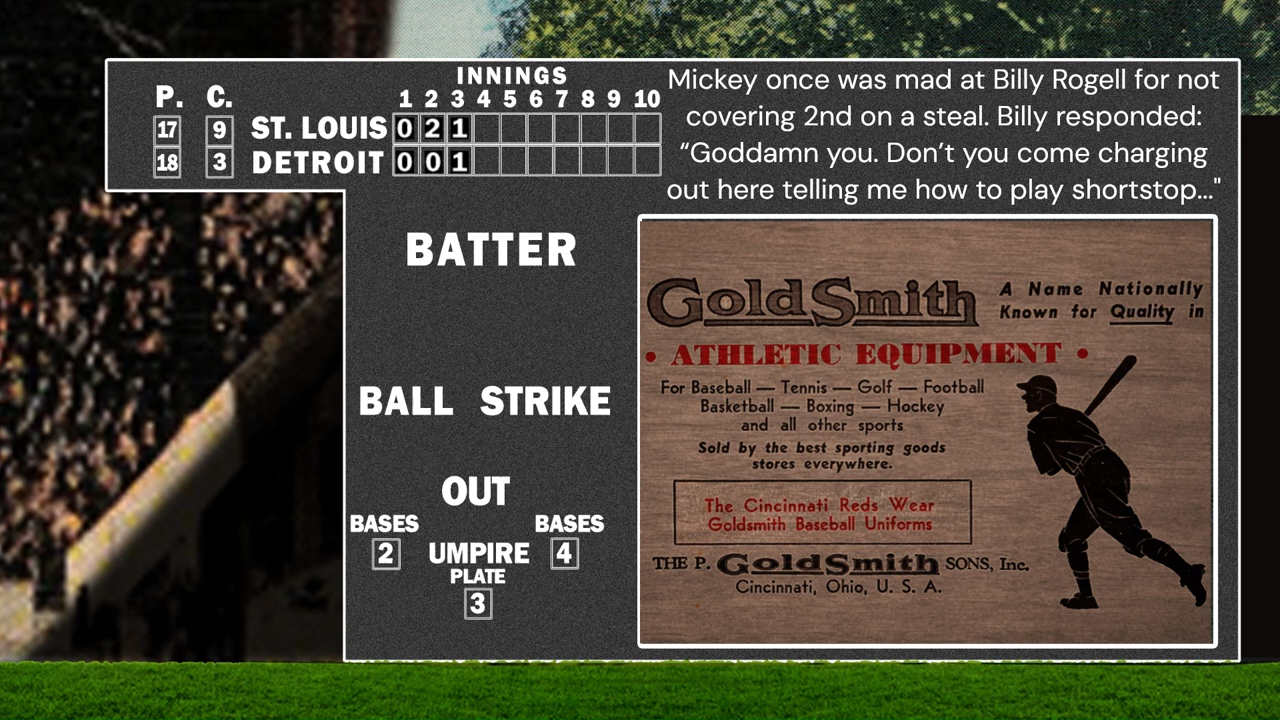 INNINGS
P. C. 1 2 3 4 5 6 7 8 9 10
17 9 ST. LOUIS 0 2 1
18 3 DETROIT 0 0 1
Mickey once was mad at Billy Rogell for not
covering 2nd on a steal. Billy responded:
“Goddamn you. Don’t you come charging
out here telling me how to play shortstop..."
BATTER
BALL STRIKE
OUT
BASES BASES
2 UMPIRE 4
PLATE
3
GoldSmith
A Name Nationally
Known for Quality in
• ATHLETIC EQUIPMENT •
For Baseball — Tennis — Golf — Football
Basketball — Boxing — Hockey
and all other sports
Sold by the best sporting goods
stores everywhere.
The Cincinnati Reds Wear
Goldsmith Baseball Uniforms
THE P. GoldSmith SONS, Inc.
Cincinnati, Ohio, U. S. A.